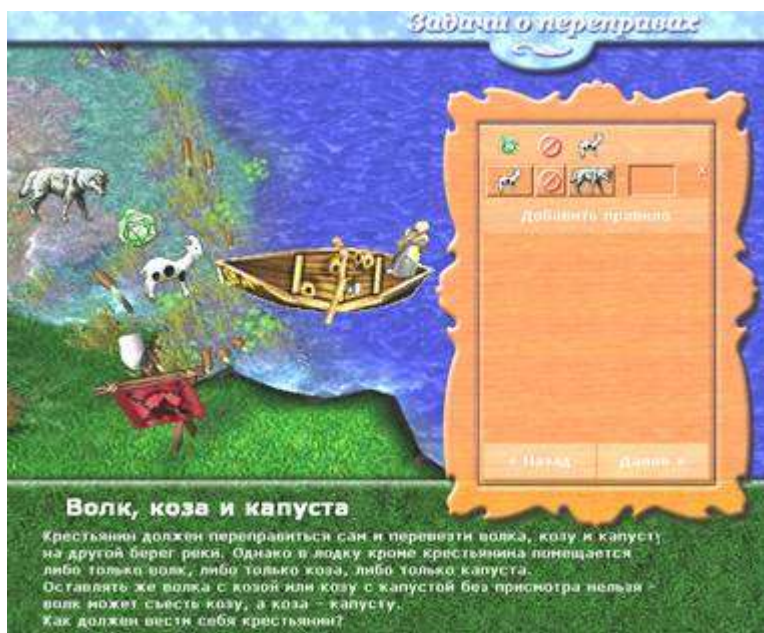 Задачи о переправах
x
Добавить правило
< Назад
Далее >
Волк, коза и капуста
Крестьянин должен переправиться сам и перевезти волка, козу и капусту
на другой берег реки. Однако в лодку кроме крестьянина помещается
либо только волк, либо только коза, либо только капуста.
Оставлять же волка с козой или козу с капустой без присмотра нельзя –
волк может съесть козу, а коза – капусту.
Как должен вести себя крестьянин?